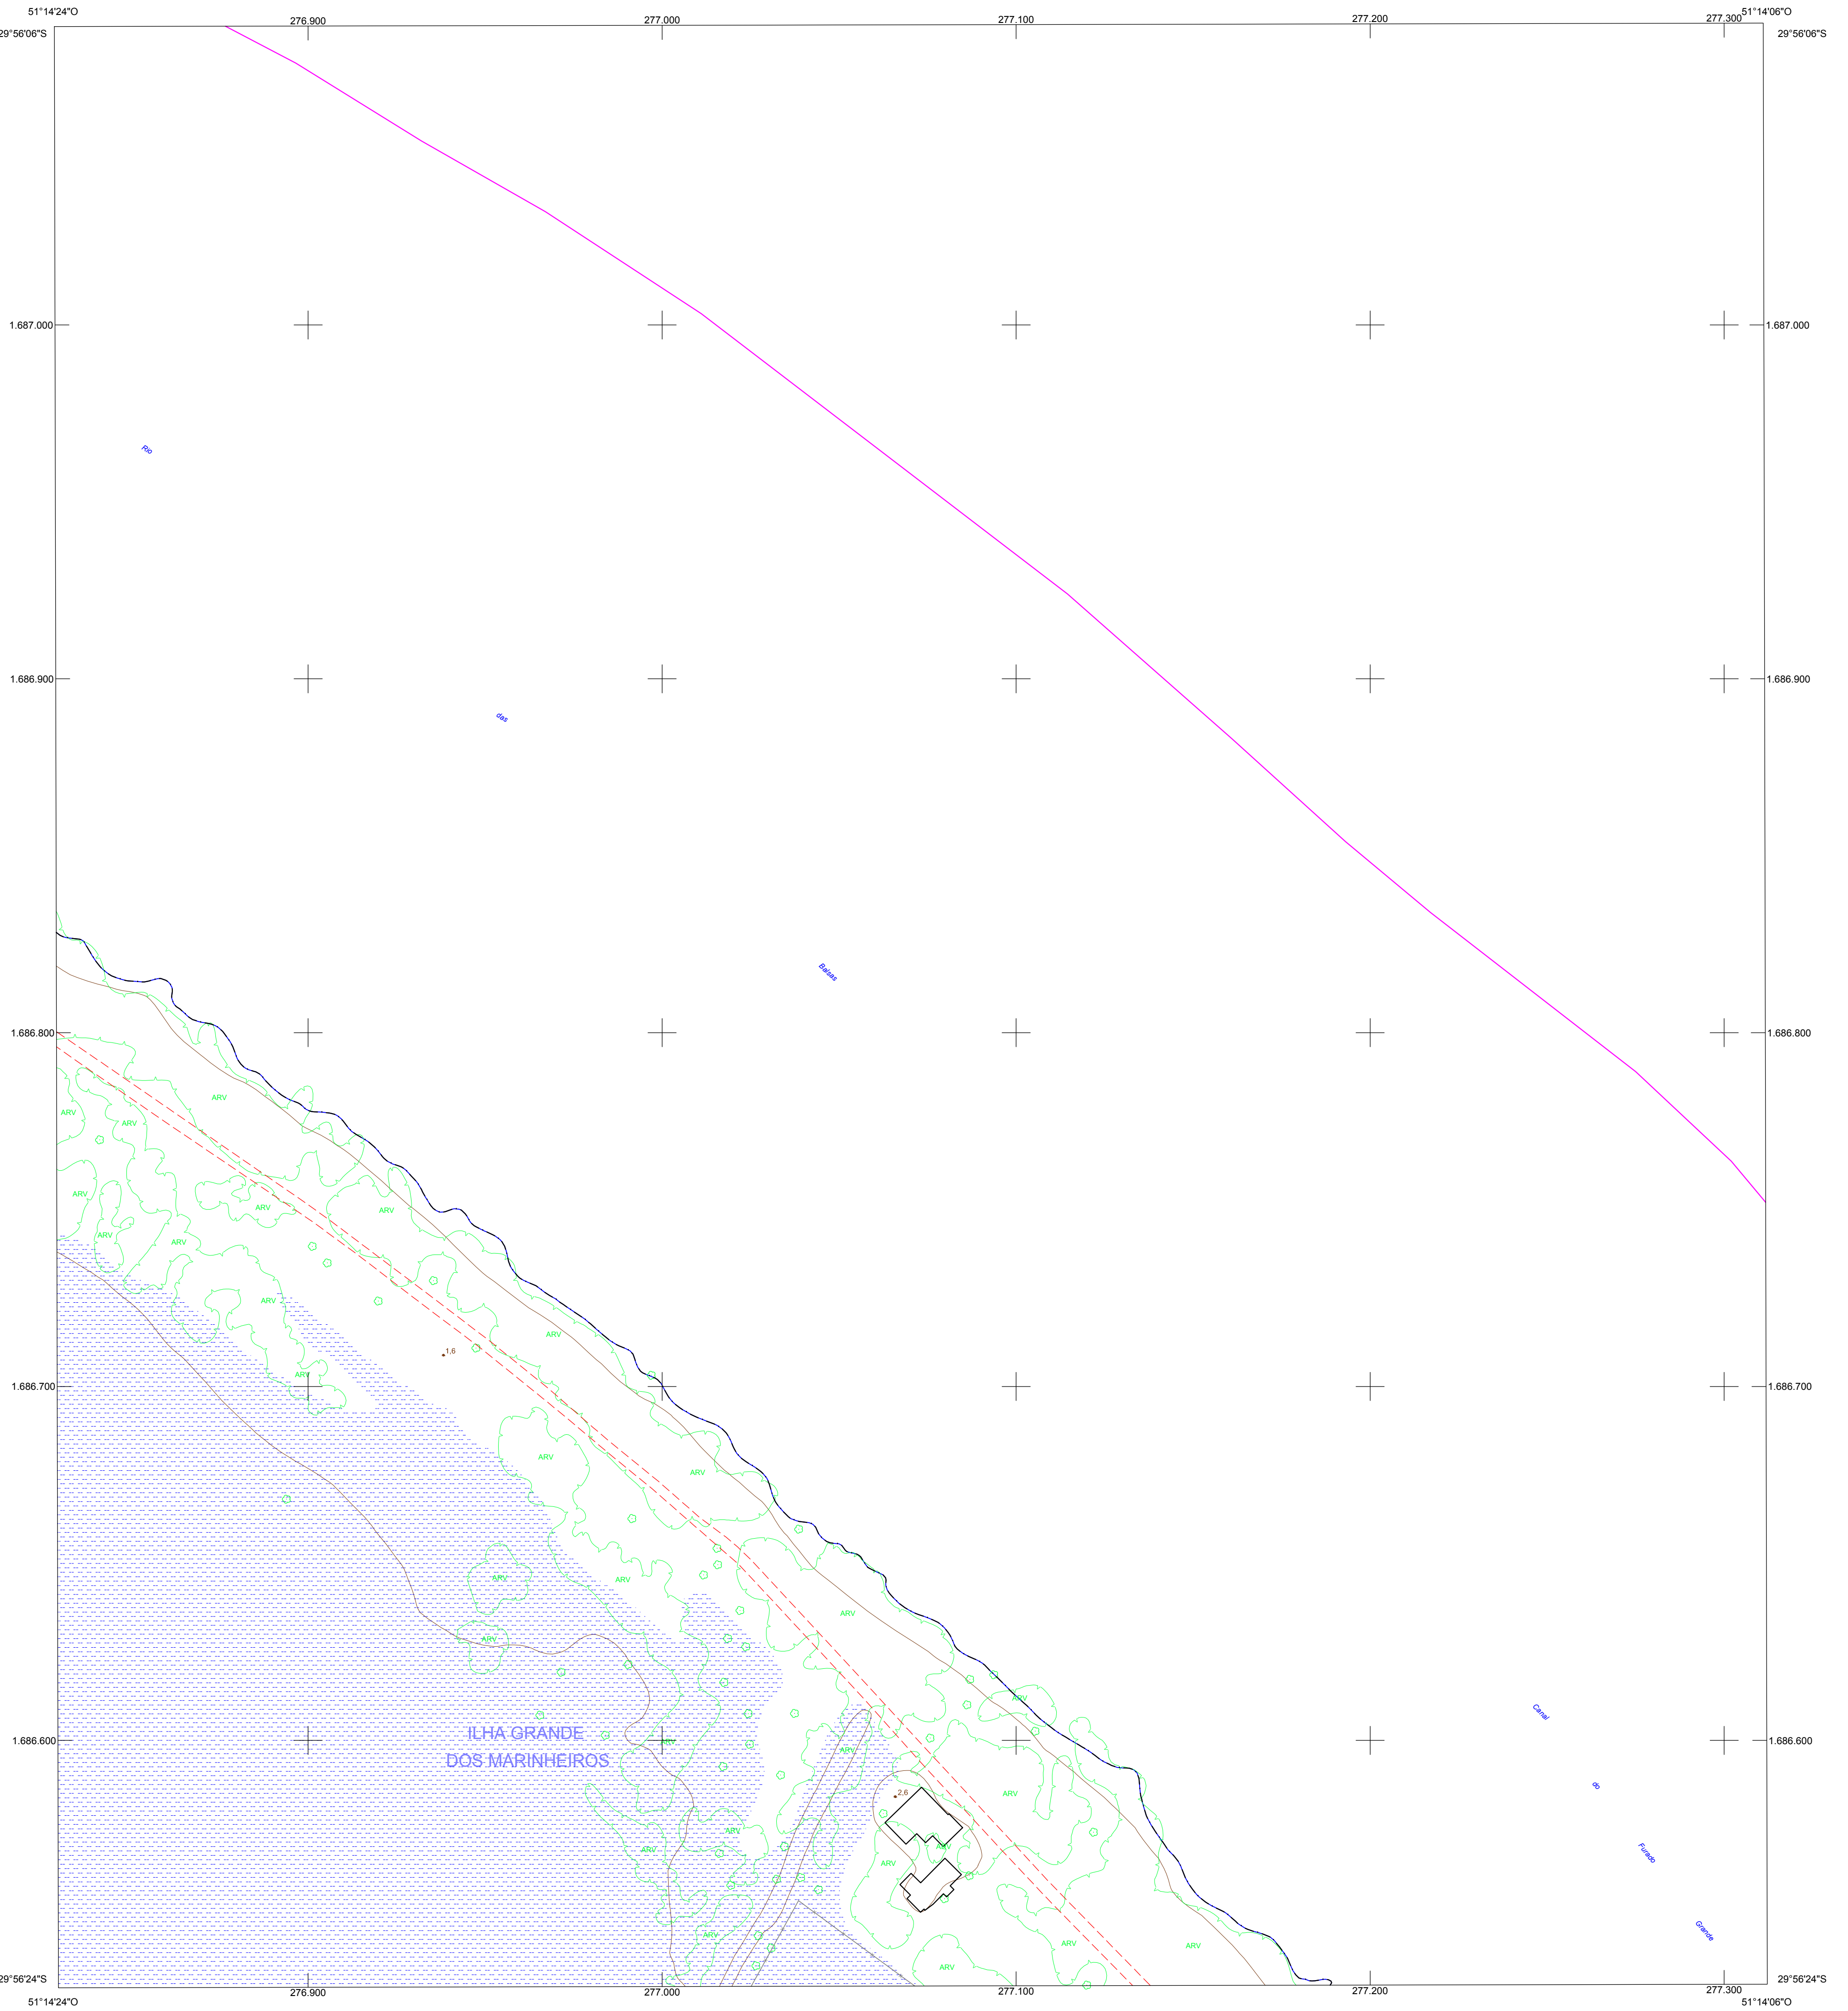 51°14'24"O
276.900
277.000
277.100
277.200
277.300
51°14'06"O
29°56'06"S
29°56'06"S
1.687.000
1.687.000
Rio
1.686.900
1.686.900
das
Balsas
1.686.800
1.686.800
ARV
ARV
ARV
ARV
ARV
ARV
ARV
ARV
ARV
ARV
1,6
ARV
1.686.700
ARV
1.686.700
ARV
ARV
ARV
ARV
ARV
ARV
ARV
Canal
ILHA GRANDE
1.686.600
ARV
ARV
1.686.600
DOS MARINHEIROS
do
2,6
ARV
ARV
ARV
ARV
ARV
Furado
Grande
ARV
ARV
ARV
ARV
29°56'24"S
29°56'24"S
51°14'24"O
276.900
277.000
277.100
277.200
277.300
51°14'06"O